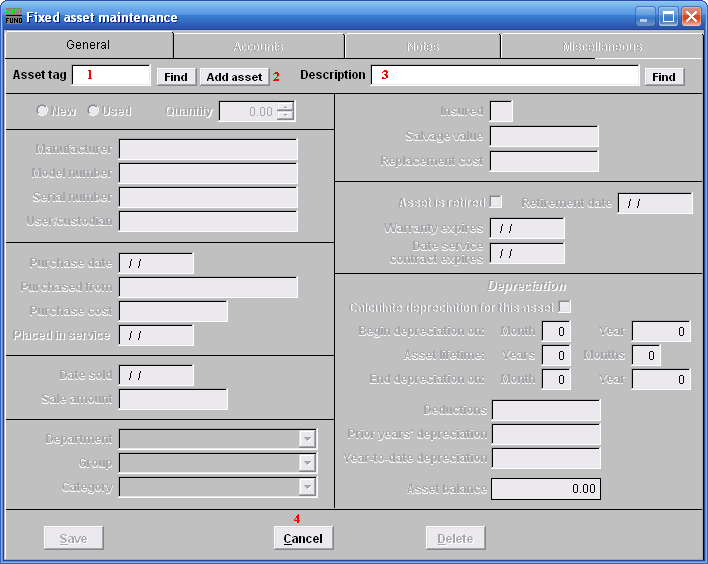 FUND Fixed asset maintenance
General Accounts Notes Miscellaneous
Asset tag 1 Find Add asset 2 Description 3 Find
New Used Quantity 0.00
Manufacturer
Model number
Serial number
User/custodian
Purchase date / /
Purchased from
Purchase cost
Placed in service / /
Date sold / /
Sale amount
Department
Group
Category
Insured
Salvage value
Replacement cost
Asset is retired Retirement date / /
Warranty expires / /
Date service
contract expires / /
Depreciation
Calculate depreciation for this asset
Begin depreciation on: Month 0 Year 0
Asset lifetime: Years 0 Months 0
End depreciation on: Month 0 Year 0
Deductions
Prior years' depreciation
Year-to-date depreciation
Asset balance 0.00
4
Save Cancel Delete